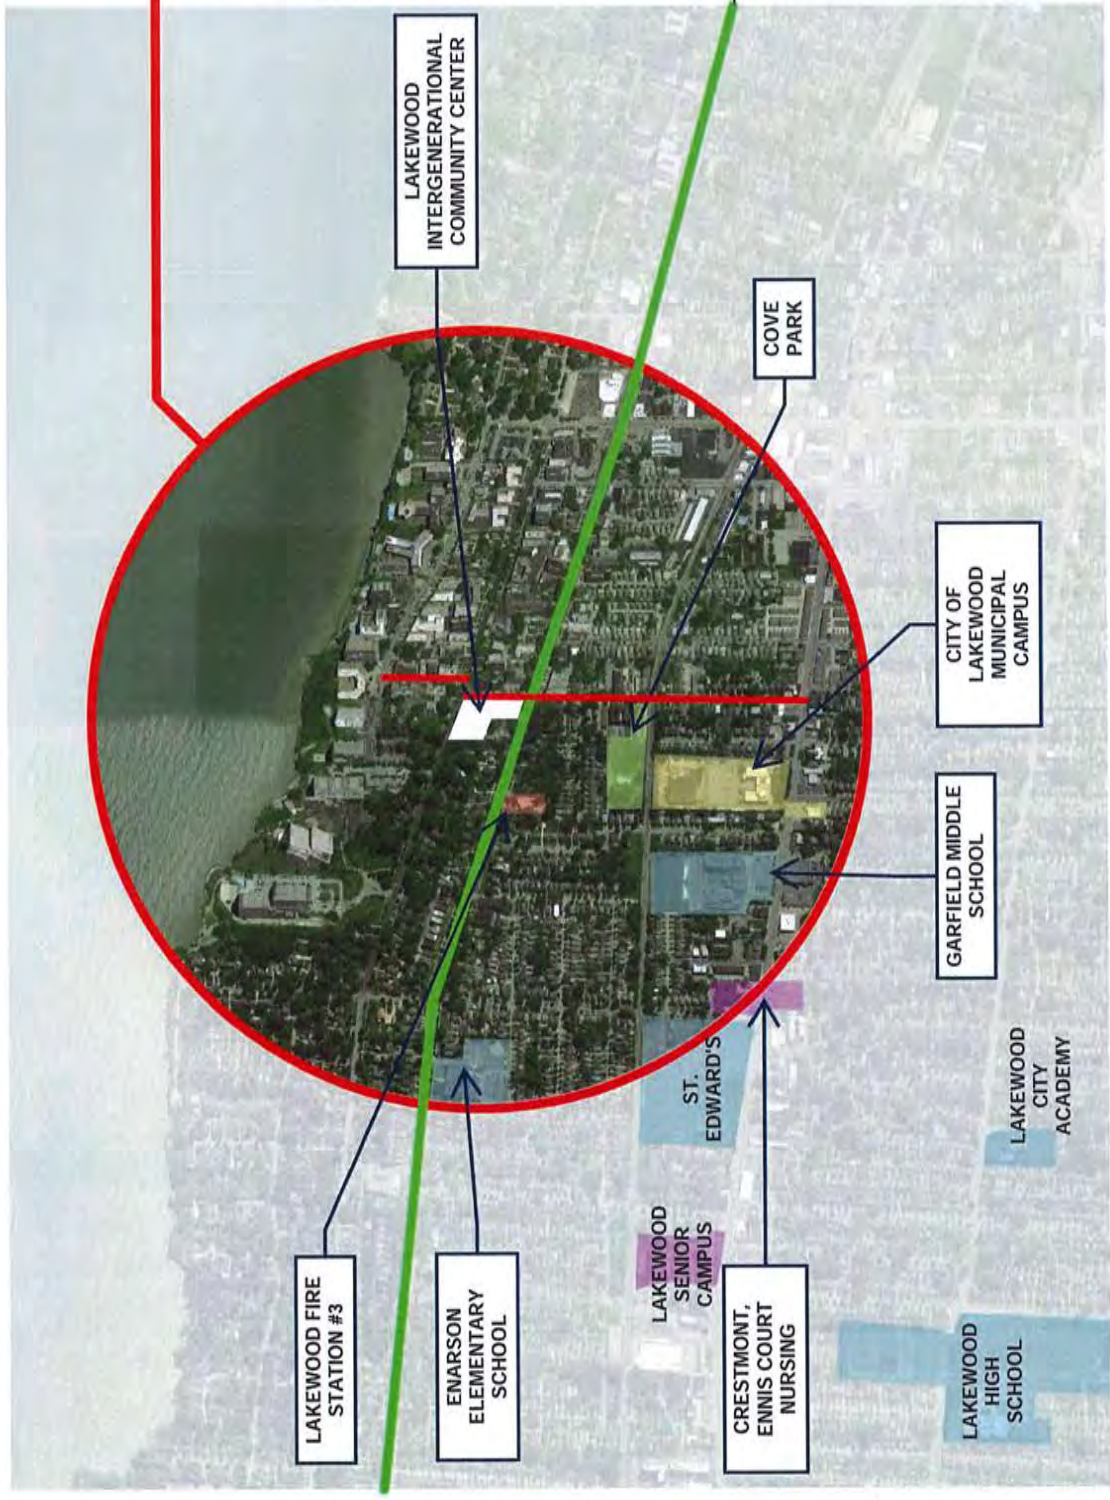 LAKEWOOD
INTERGENERATIONAL
COMMUNITY CENTER
COVE
PARK
CITY OF
LAKEWOOD
MUNICIPAL
CAMPUS
GARFIELD MIDDLE
SCHOOL
ST.
EDWARD'S
LAKEWOOD
CITY
ACADEMY
LAKEWOOD FIRE
STATION #3
ENARSON
ELEMENTARY
SCHOOL
LAKEWOOD
SENIOR
CAMPUS
CRESTMONT,
ENNIS COURT
NURSING
LAKEWOOD
HIGH
SCHOOL